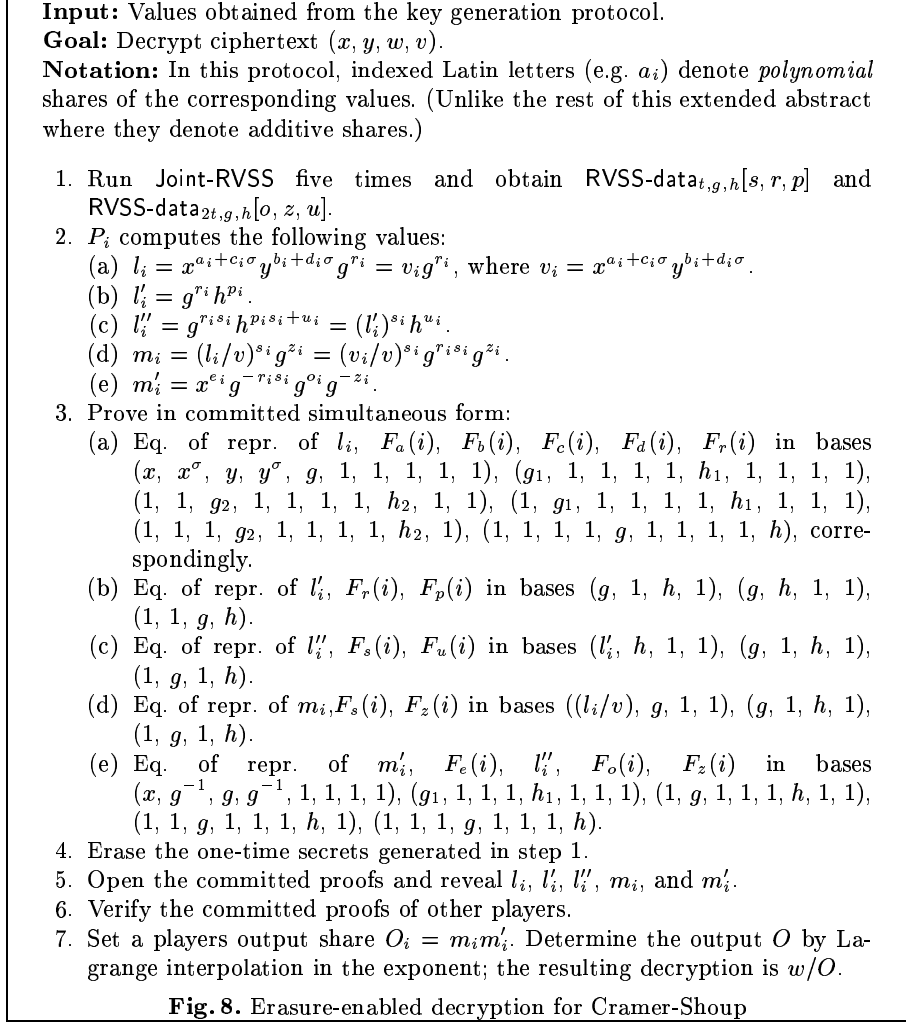 Input: Values obtained from the key generation protocol.
Goal: Decrypt ciphertext (x, y, w, v).
Notation: In this protocol, indexed Latin letters (e.g. a_i) denote polynomial
shares of the corresponding values. (Unlike the rest of this extended abstract
where they denote additive shares.)
1. Run Joint-RVSS five times and obtain RVSS-data_{t,g,h}[s, r, p] and
RVSS-data_{2t,g,h}[o, z, u].
2. P_i computes the following values:
(a) l_i = x^{a_i+c_iσ} y^{b_i+d_iσ} g^{r_i} = v_i g^{r_i}, where v_i = x^{a_i+c_iσ} y^{b_i+d_iσ}.
(b) l′_i = g^{r_i} h^{p_i}.
(c) l″_i = g^{r_i s_i} h^{p_i s_i+u_i} = (l′_i)^{s_i} h^{u_i}.
(d) m_i = (l_i/v)^{s_i} g^{z_i} = (v_i/v)^{s_i} g^{r_i s_i} g^{z_i}.
(e) m′_i = x^{e_i} g^{−r_i s_i} g^{o_i} g^{−z_i}.
3. Prove in committed simultaneous form:
(a) Eq. of repr. of l_i, F_a(i), F_b(i), F_c(i), F_d(i), F_r(i) in bases
(x, x^σ, y, y^σ, g, 1, 1, 1, 1, 1), (g_1, 1, 1, 1, 1, h_1, 1, 1, 1, 1),
(1, 1, g_2, 1, 1, 1, 1, h_2, 1, 1), (1, g_1, 1, 1, 1, 1, h_1, 1, 1, 1),
(1, 1, 1, g_2, 1, 1, 1, 1, h_2, 1), (1, 1, 1, 1, g, 1, 1, 1, 1, h), corre-
spondingly.
(b) Eq. of repr. of l′_i, F_r(i), F_p(i) in bases (g, 1, h, 1), (g, h, 1, 1),
(1, 1, g, h).
(c) Eq. of repr. of l″_i, F_s(i), F_u(i) in bases (l′_i, h, 1, 1), (g, 1, h, 1),
(1, g, 1, h).
(d) Eq. of repr. of m_i,F_s(i), F_z(i) in bases ((l_i/v), g, 1, 1), (g, 1, h, 1),
(1, g, 1, h).
(e) Eq. of repr. of m′_i, F_e(i), l″_i, F_o(i), F_z(i) in bases
(x, g^{−1}, g, g^{−1}, 1, 1, 1, 1), (g_1, 1, 1, 1, h_1, 1, 1, 1), (1, g, 1, 1, 1, h, 1, 1),
(1, 1, g, 1, 1, 1, h, 1), (1, 1, 1, g, 1, 1, 1, h).
4. Erase the one-time secrets generated in step 1.
5. Open the committed proofs and reveal l_i, l′_i, l″_i, m_i, and m′_i.
6. Verify the committed proofs of other players.
7. Set a players output share O_i = m_i m′_i. Determine the output O by La-
grange interpolation in the exponent; the resulting decryption is w/O.
Fig. 8. Erasure-enabled decryption for Cramer-Shoup